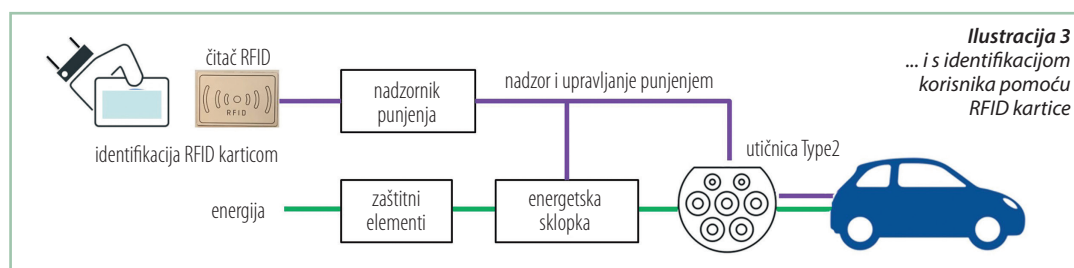 Ilustracija 3
... i s identifikacijom
korisnika pomoću
RFID kartice
čitač RFID
RFID
identifikacija RFID karticom
nadzornik
punjenja
nadzor i upravljanje punjenjem
utičnica Type2
energija
zaštitni
elementi
energetska
sklopka